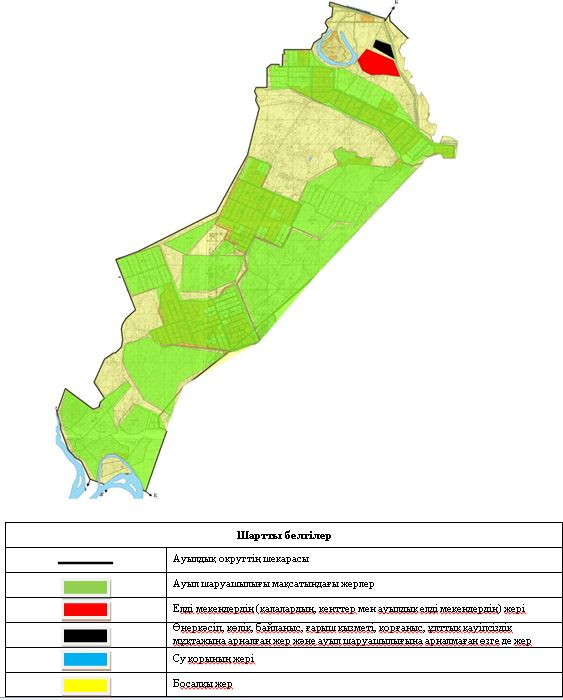 Б
Б
Шартты белгілер
Ауылдық округтің шекарасы
Ауыл шаруашылығы мақсатындағы жерлер
Елді мекендердің (қалалардың, кенттер мен ауылдық елді мекендердің) жері
Өнеркәсіп, көлік, байланыс, ғарыш қызметі, қорғаныс, ұлттық қауіпсіздік
мұқтажына арналған жер және ауыл шаруашылығына арналмаған өзге де жер
Су қорының жері
Босалқы жер